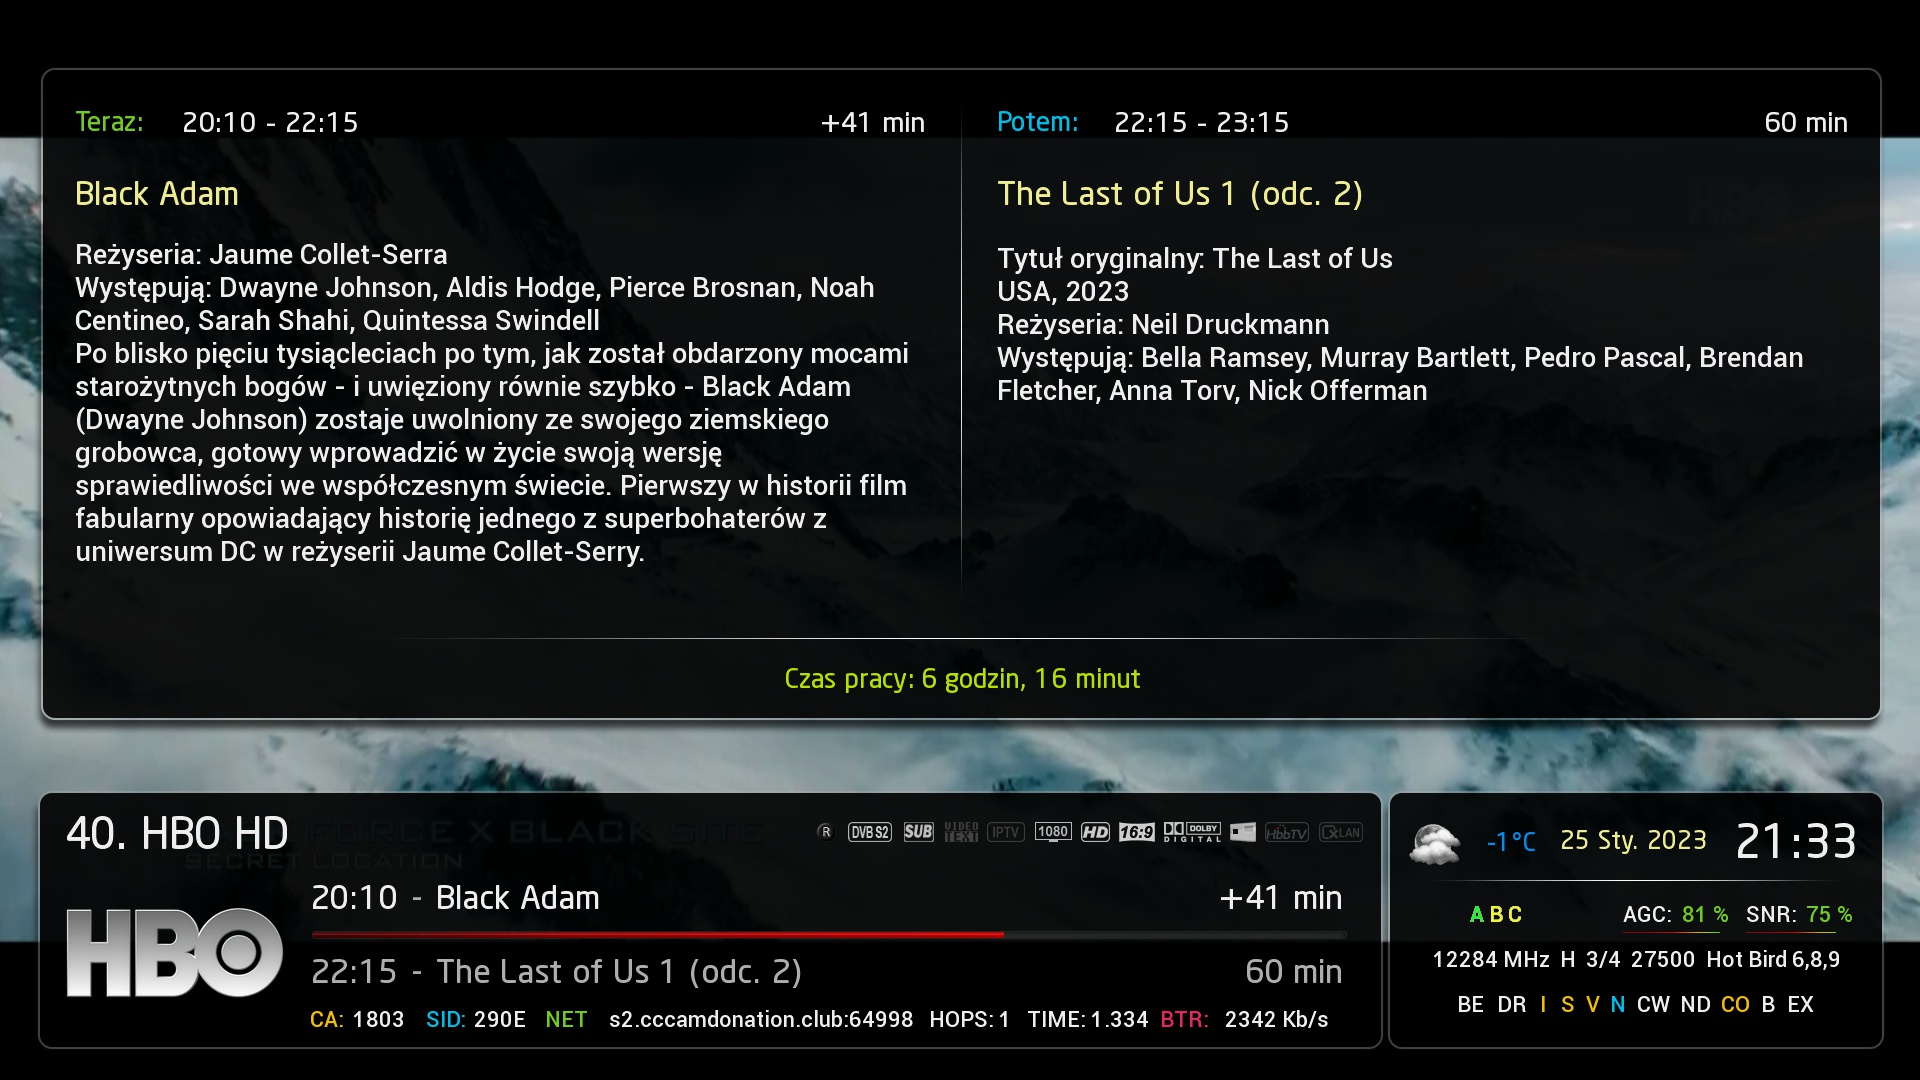 Teraz: 20:10 - 22:15 +41 min
Black Adam
Reżyseria: Jaume Collet-Serra
Występują: Dwayne Johnson, Aldis Hodge, Pierce Brosnan, Noah
Centineo, Sarah Shahi, Quintessa Swindell
Po blisko pięciu tysiącleciach po tym, jak został obdarzony mocami
starożytnych bogów - i uwięziony równie szybko - Black Adam
(Dwayne Johnson) zostaje uwolniony ze swojego ziemskiego
grobowca, gotowy wprowadzić w życie swoją wersję
sprawiedliwości we współczesnym świecie. Pierwszy w historii film
fabularny opowiadający historię jednego z superbohaterów z
uniwersum DC w reżyserii Jaume Collet-Serry.
Potem: 22:15 - 23:15 60 min
The Last of Us 1 (odc. 2)
Tytuł oryginalny: The Last of Us
USA, 2023
Reżyseria: Neil Druckmann
Występują: Bella Ramsey, Murray Bartlett, Pedro Pascal, Brendan
Fletcher, Anna Torv, Nick Offerman
Czas pracy: 6 godzin, 16 minut
40. HBO HD
FORCE X BLACK SITE
SECRET LOCATION
R DVB S2 SUB VIDEO TEXT IPTV 1080 HD 16:9 DOLBY DIGITAL HbbTV CXLAN
HBO
20:10 - Black Adam +41 min
22:15 - The Last of Us 1 (odc. 2) 60 min
CA: 1803 SID: 290E NET s2.cccamdonation.club:64998 HOPS: 1 TIME: 1.334 BTR: 2342 Kb/s
-1°C 25 Sty. 2023 21:33
A B C AGC: 81 % SNR: 75 %
12284 MHz H 3/4 27500 Hot Bird 6,8,9
BE DR I S V N CW ND CO B EX